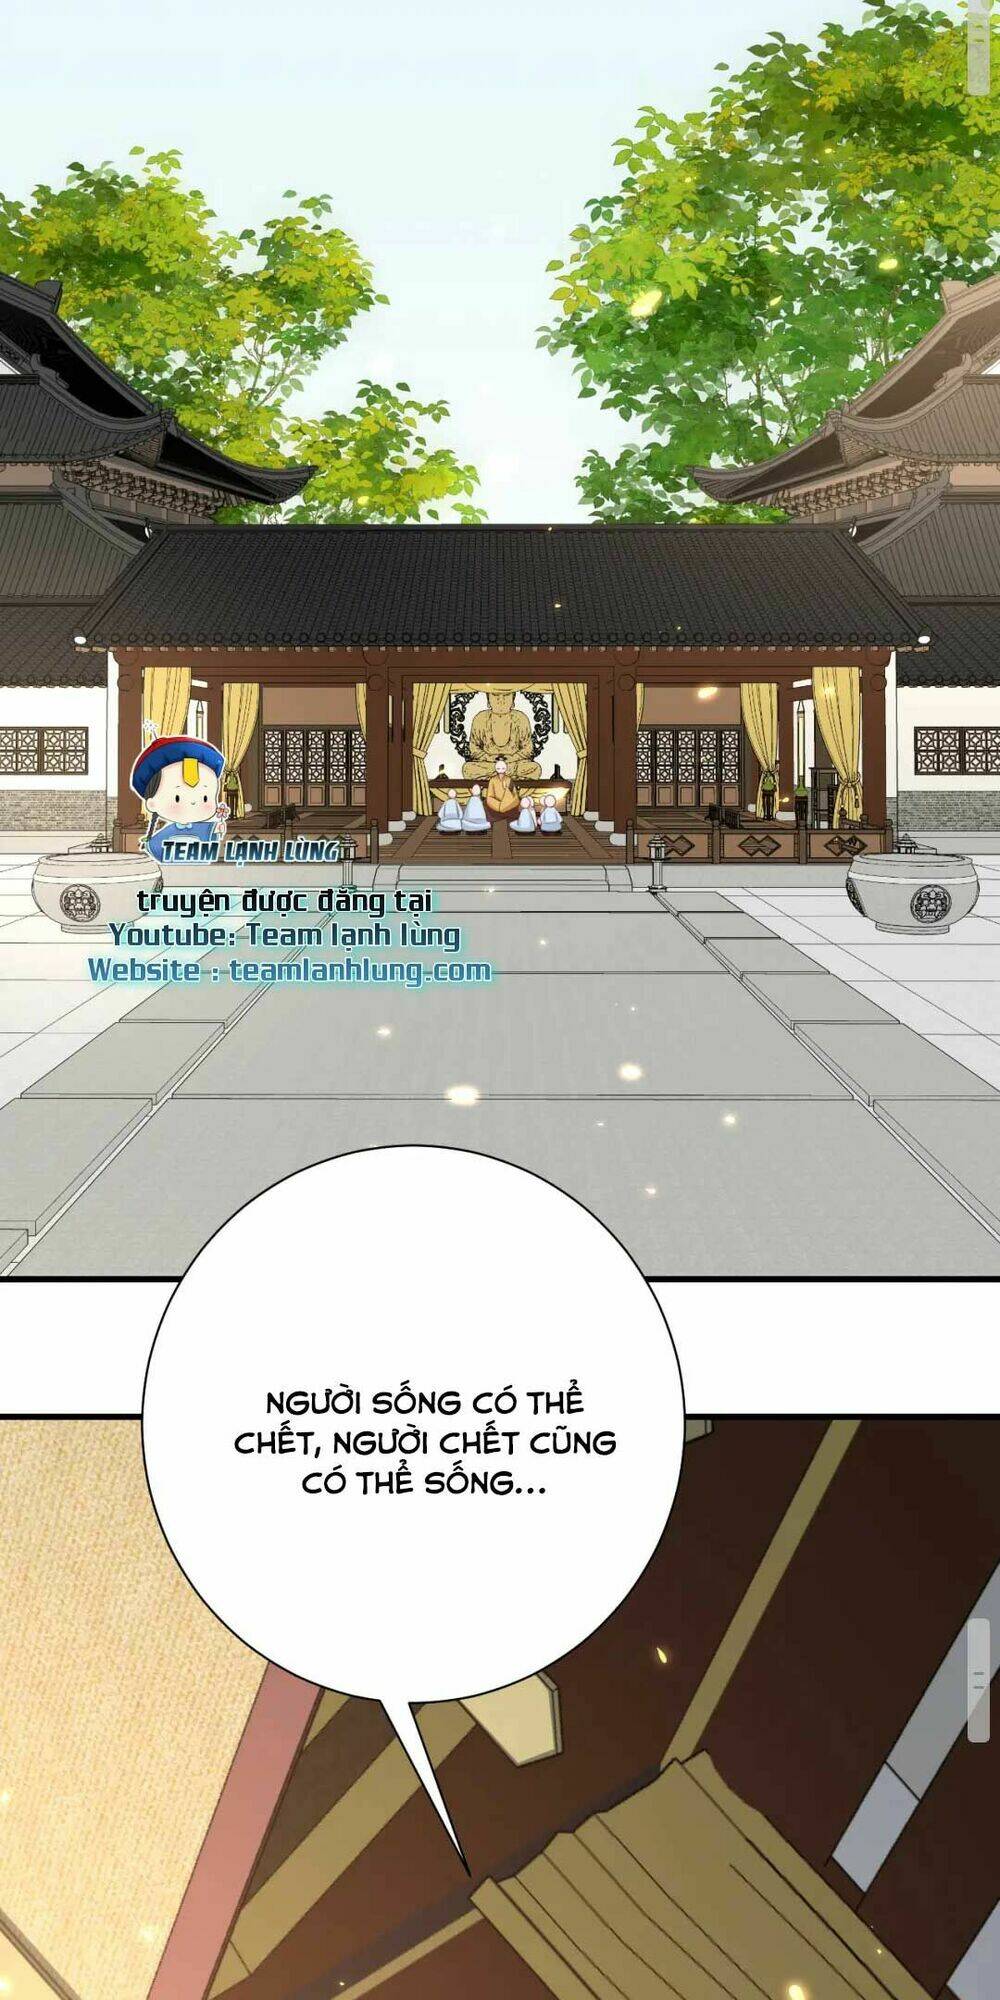 TEAM LẠNH LÙNG
truyện được đăng tại
Youtube: Team lạnh lùng
Website : teamlanhlung.com
NGƯỜI SỐNG CÓ THỂ
CHẾT, NGƯỜI CHẾT CŨNG
CÓ THỂ SỐNG...